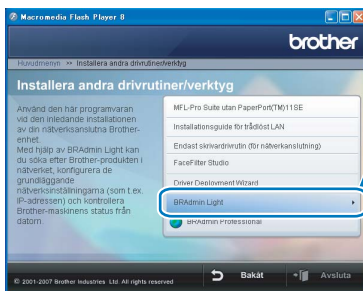 Macromedia Flash Player 8
brother
Huvudmenyn >> Installera andra drivrutiner/verktyg
Installera andra drivrutiner/verktyg
Använd den här programvaran
vid den inledande installationen
av din nätverksanslutna Brother-
enhet
Med hjälp av BRAdmin Light kan
du söka efter Brother-produkten i
nätverket, konfigurera de
grundläggande
nätverksinställningarna (som t.ex.
IP-adressen) och kontrollera
Brother-maskinens status från
datorn.
MFL-Pro Suite utan PaperPort(TM)11SE
Installationsguide för trådlöst LAN
Endast skrivardrivrutin (för nätverkanslutning)
FaceFilter Studio
Driver Deployment Wizard
BRAdmin Light
BRAdmin Professional
© 2001-2007 Brother Industries Ltd. All rights reserved
Bakåt
Avsluta